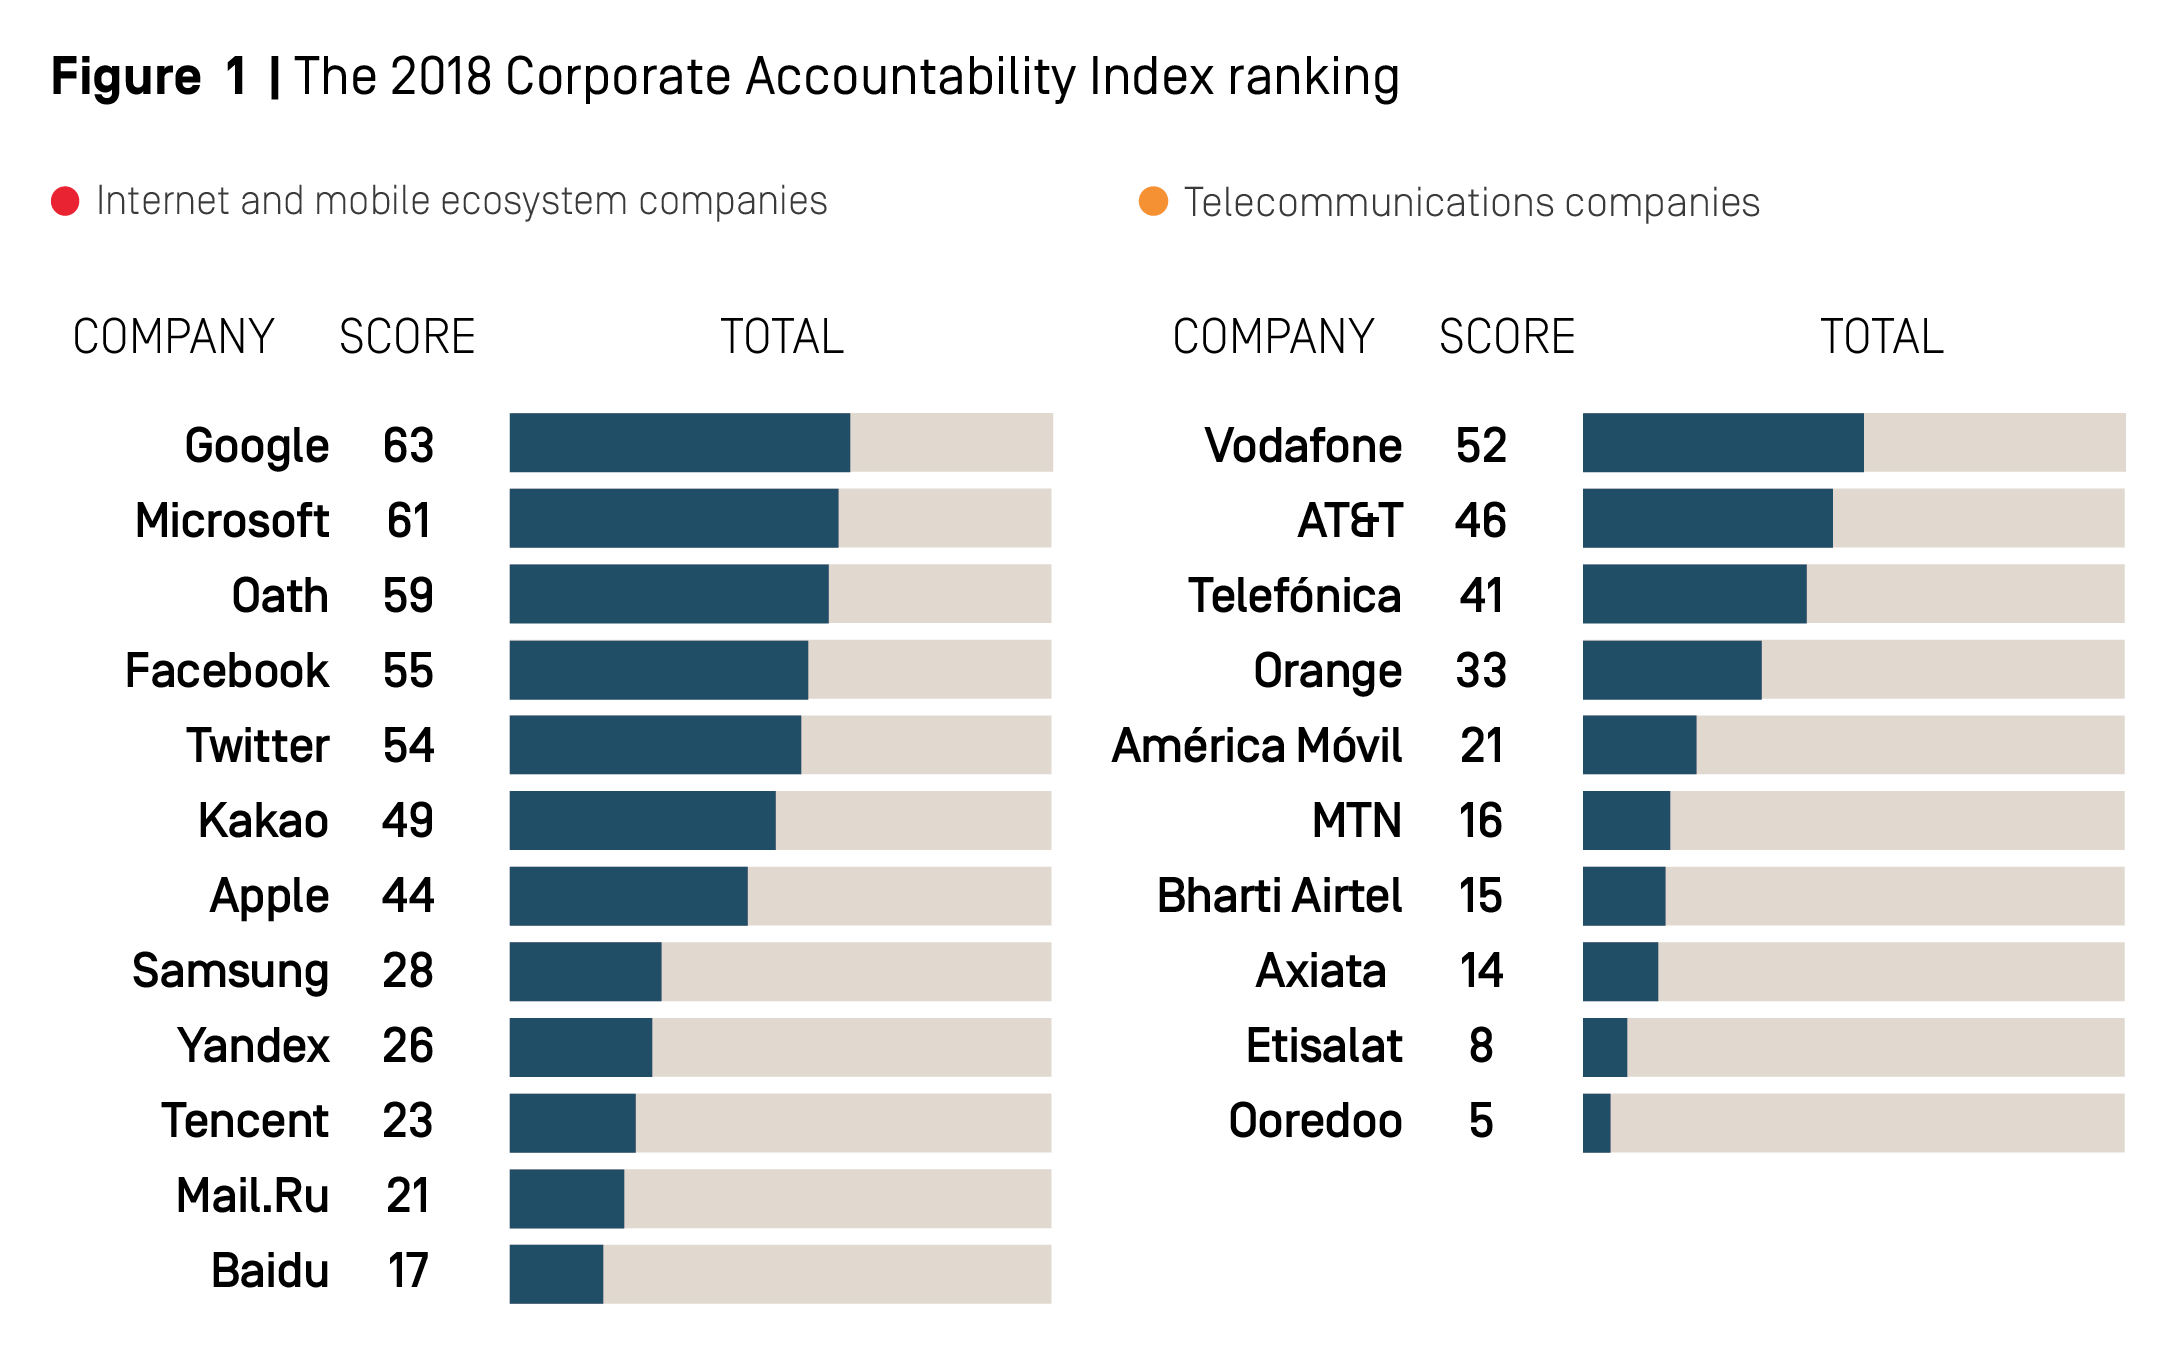 Figure 1 | The 2018 Corporate Accountability Index ranking
Internet and mobile ecosystem companies
COMPANY SCORE TOTAL
Google 63
Microsoft 61
Oath 59
Facebook 55
Twitter 54
Kakao 49
Apple 44
Samsung 28
Yandex 26
Tencent 23
Mail.Ru 21
Baidu 17
Telecommunications companies
COMPANY SCORE TOTAL
Vodafone 52
AT&T 46
Telefónica 41
Orange 33
América Móvil 21
MTN 16
Bharti Airtel 15
Axiata 14
Etisalat 8
Ooredoo 5